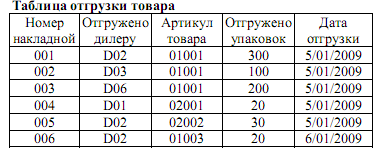 Таблица отгрузки товара
Номер накладной Отгружено дилеру Артикул товара Отгружено упаковок Дата отгрузки
001 D02 01001 300 5/01/2009
002 D03 01001 100 5/01/2009
003 D06 01001 200 5/01/2009
004 D01 02001 20 5/01/2009
005 D02 02002 30 5/01/2009
006 D02 01003 20 6/01/2009